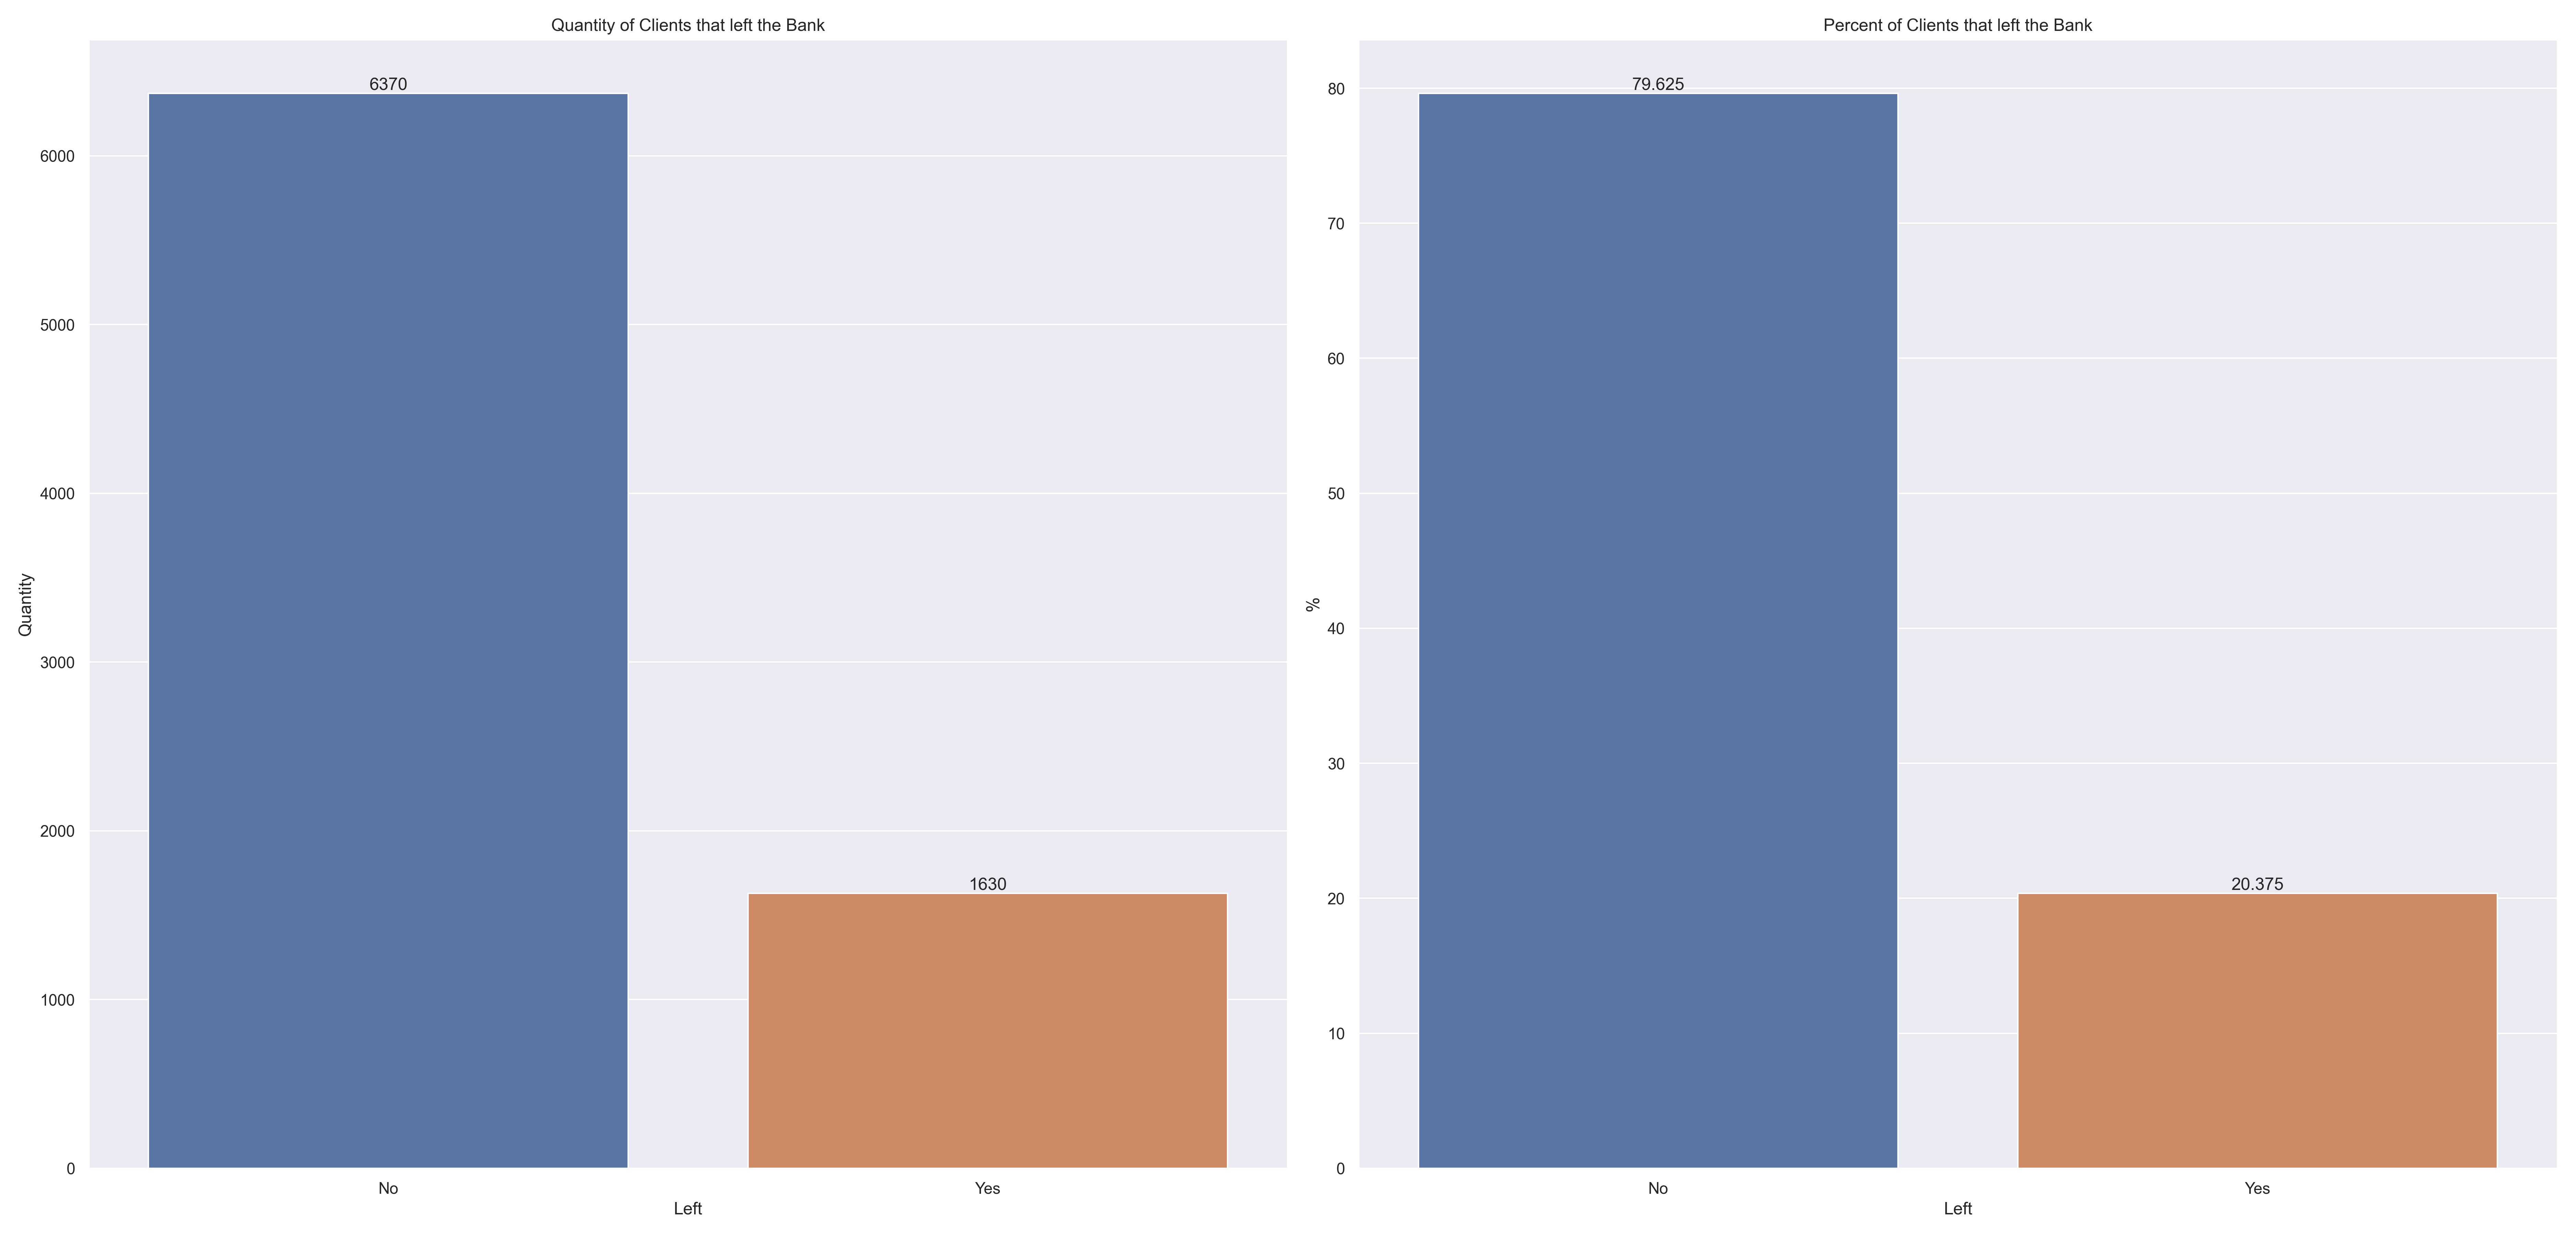 Quantity of Clients that left the Bank
6370
6000
5000
4000
3000
2000
1000
0
Quantity
1630
No
Yes
Left
Percent of Clients that left the Bank
79.625
80
70
60
50
40
30
20
10
0
%
20.375
No
Yes
Left